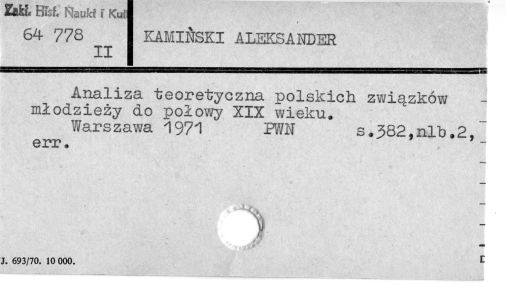 Zakł. Hist. Nauki i Kul
64 778
II
KAMIŃSKI ALEKSANDER
Analiza teoretyczna polskich związków
młodzieży do połowy XIX wieku.
Warszawa 1971 PWN s.382,nlb.2,
err.
J. 693/70. 10 000.